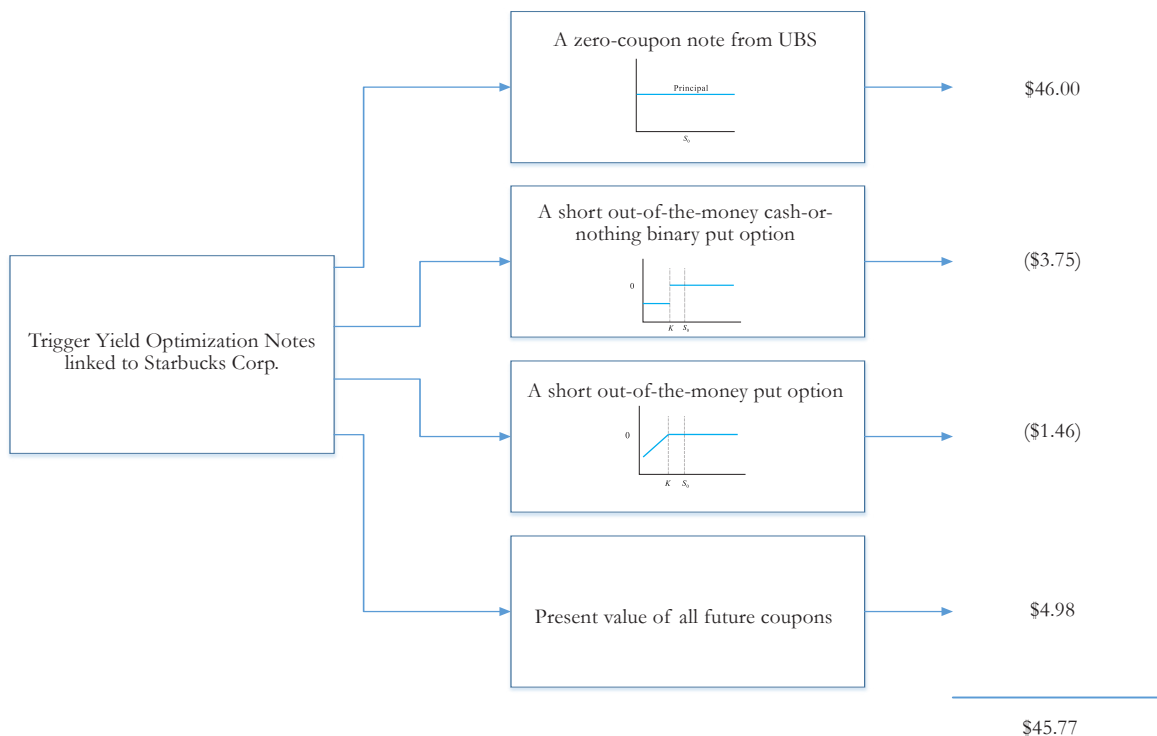 A zero-coupon note from UBS
Principal
S₀
$46.00
A short out-of-the-money cash-or-
nothing binary put option
0
K S₀
($3.75)
Trigger Yield Optimization Notes
linked to Starbucks Corp.
A short out-of-the-money put option
0
K S₀
($1.46)
Present value of all future coupons
$4.98
$45.77